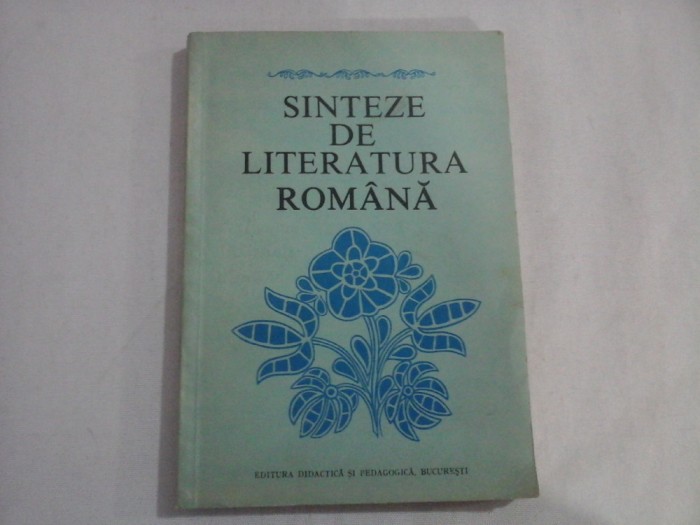 SINTEZE
DE
LITERATURA
ROMÂNĂ
EDITURA DIDACTICĂ ȘI PEDAGOGICĂ, BUCUREȘTI